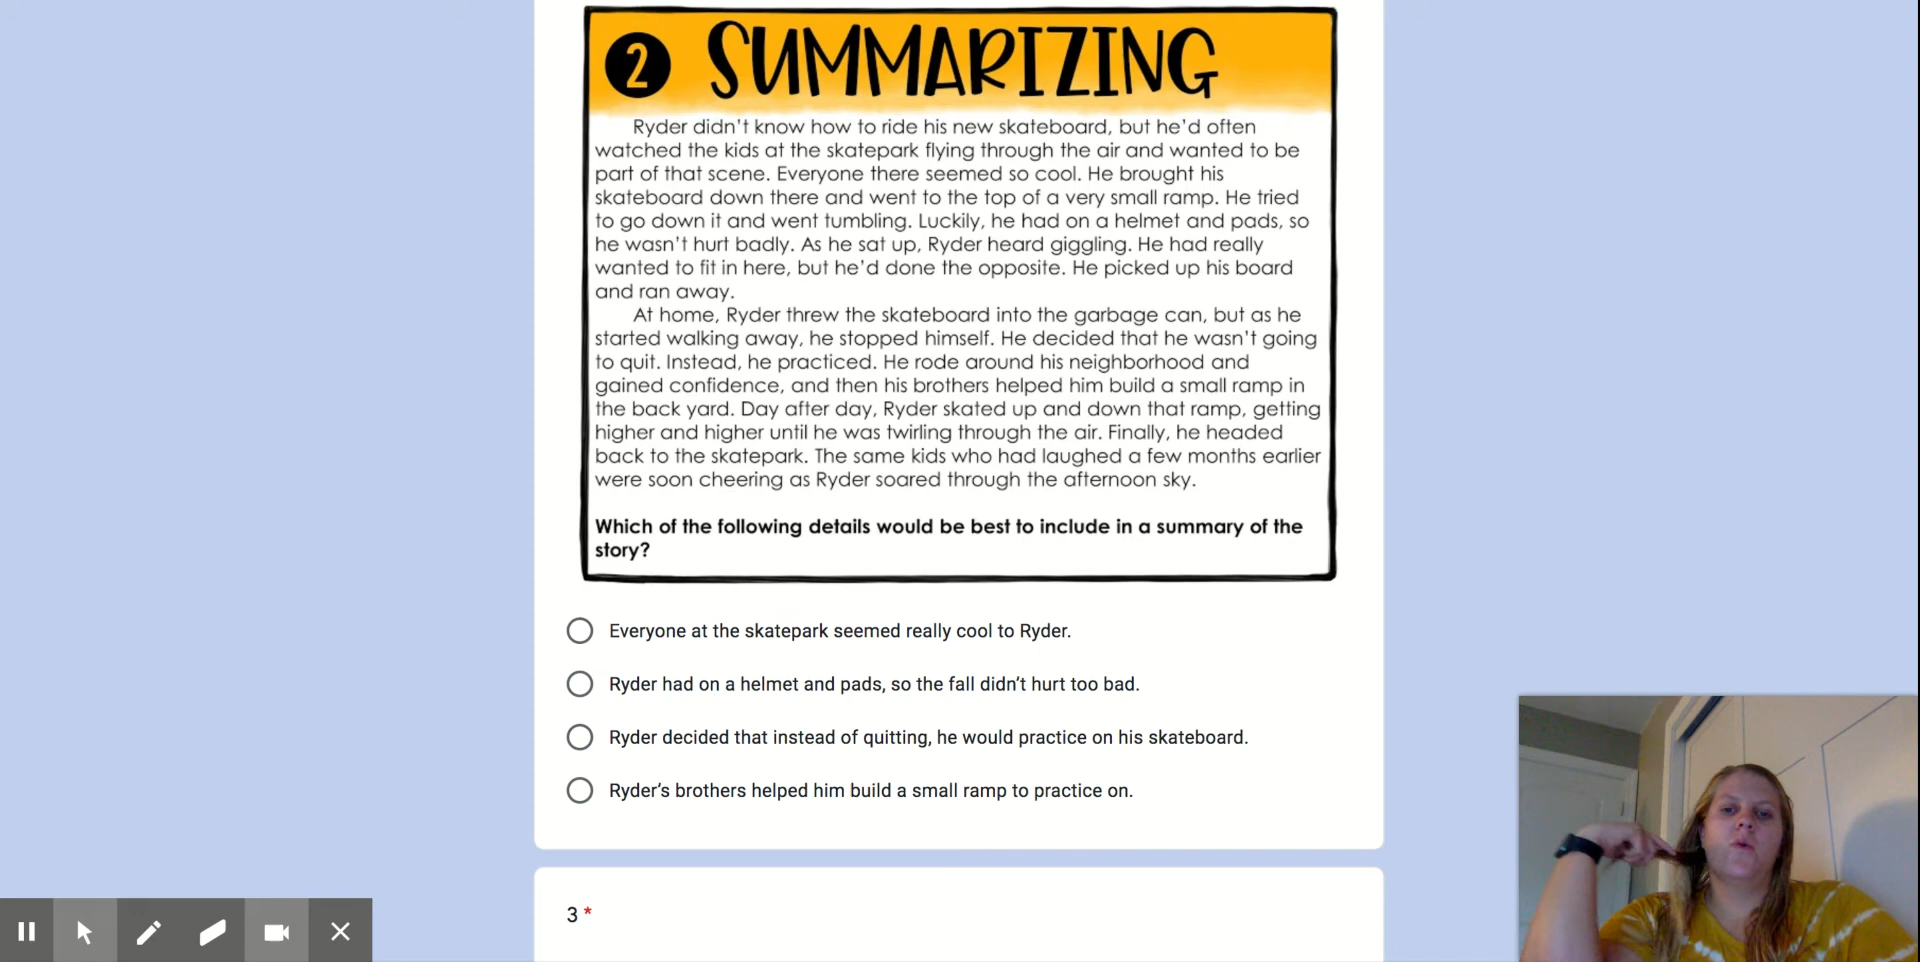 2 SUMMARIZING
Ryder didn't know how to ride his new skateboard, but he'd often
watched the kids at the skatepark flying through the air and wanted to be
part of that scene. Everyone there seemed so cool. He brought his
skateboard down there and went to the top of a very small ramp. He tried
to go down it and went tumbling. Luckily, he had on a helmet and pads, so
he wasn't hurt badly. As he sat up, Ryder heard giggling. He had really
wanted to fit in here, but he'd done the opposite. He picked up his board
and ran away.
At home, Ryder threw the skateboard into the garbage can, but as he
started walking away, he stopped himself. He decided that he wasn't going
to quit. Instead, he practiced. He rode around his neighborhood and
gained confidence, and then his brothers helped him build a small ramp in
the back yard. Day after day, Ryder skated up and down that ramp, getting
higher and higher until he was twirling through the air. Finally, he headed
back to the skatepark. The same kids who had laughed a few months earlier
were soon cheering as Ryder soared through the afternoon sky.
Which of the following details would be best to include in a summary of the
story?
Everyone at the skatepark seemed really cool to Ryder.
Ryder had on a helmet and pads, so the fall didn't hurt too bad.
Ryder decided that instead of quitting, he would practice on his skateboard.
Ryder's brothers helped him build a small ramp to practice on.
3 *